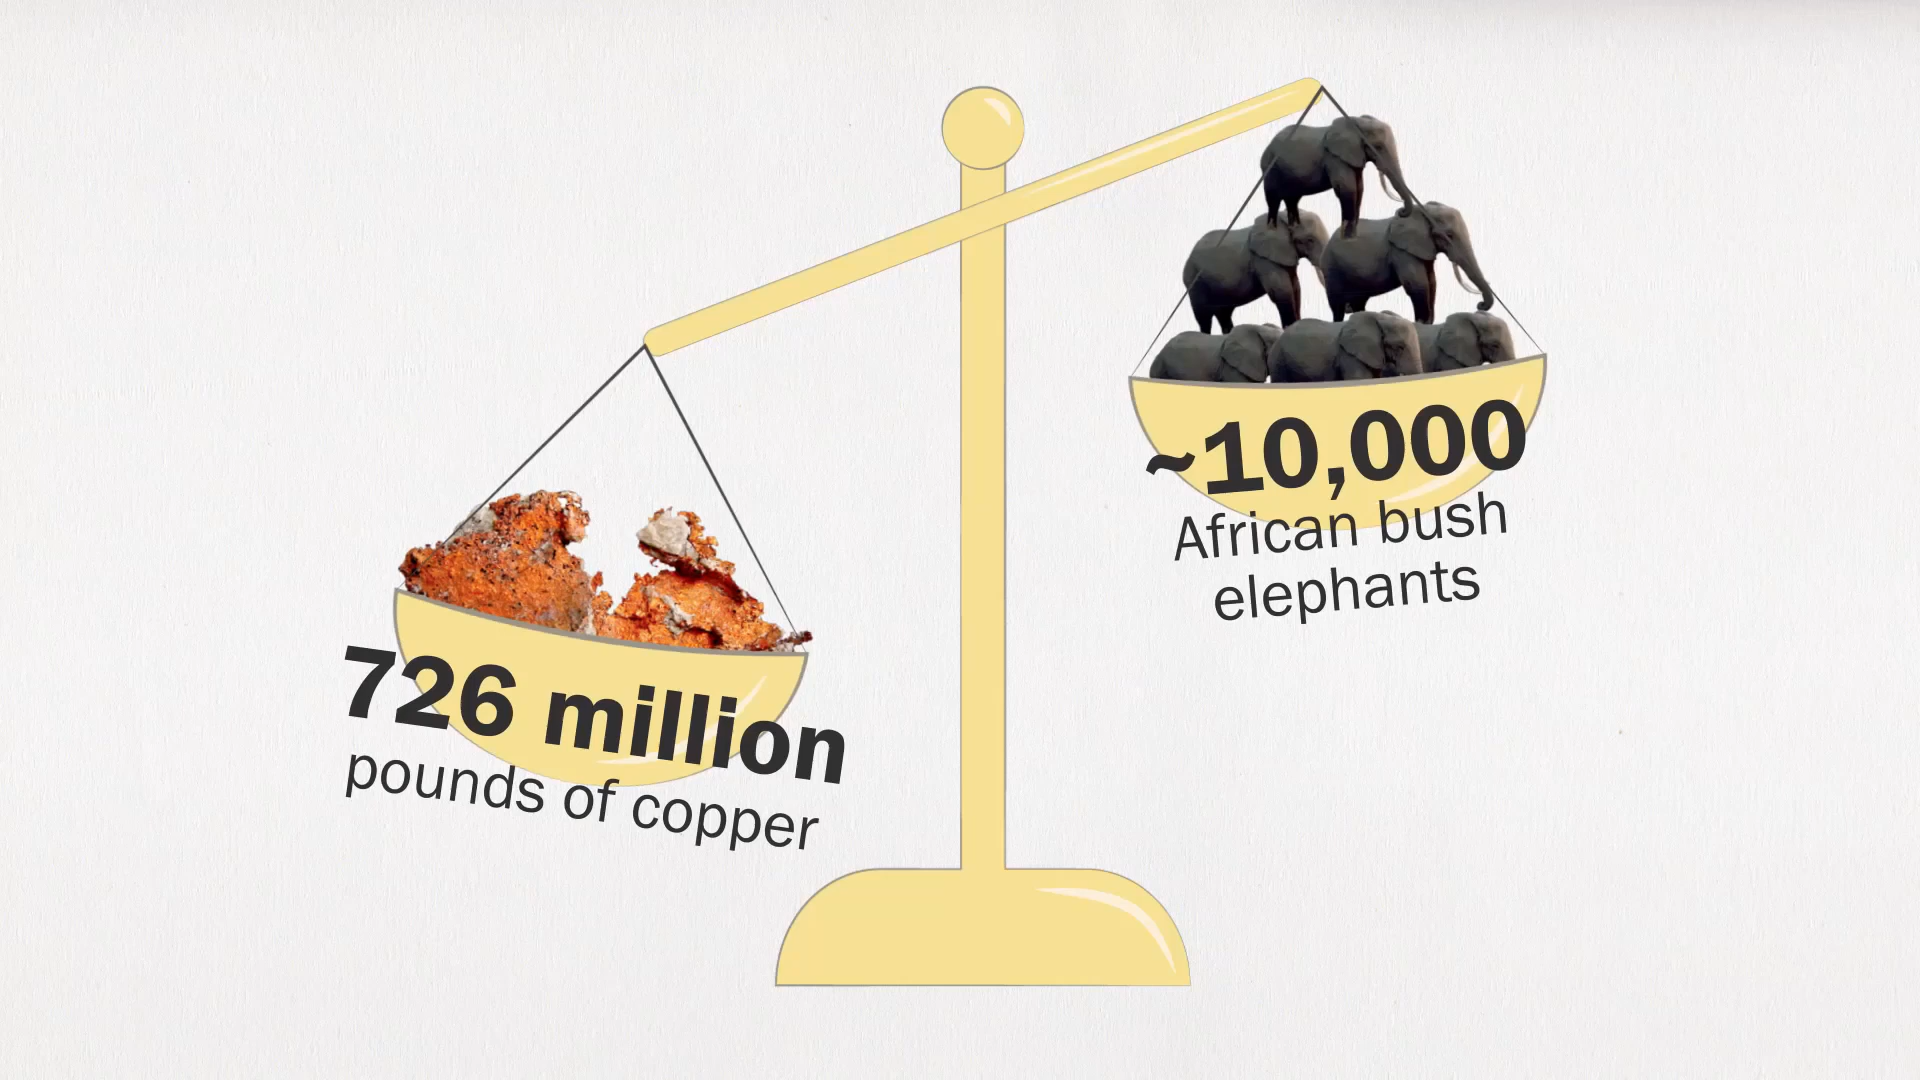 726 million
pounds of copper
~10,000
African bush
elephants